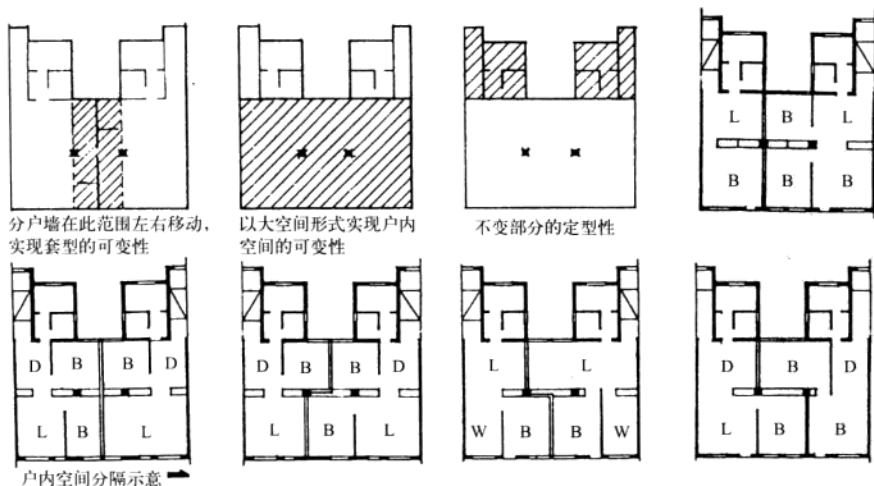 L B L
B B B
分户墙在此范围左右移动，
实现套型的可变性
以大空间形式实现户内
空间的可变性
不变部分的定型性
D B B D
L B L
D B B D
L B L
L L
W B B W
D B D
L B B
户内空间分隔示意